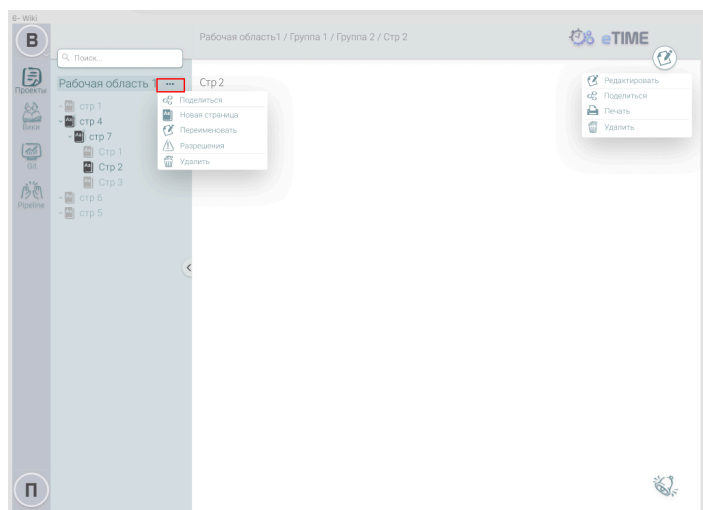 6- Wiki
В
Рабочая область1 / Группа 1 / Группа 2 / Стр 2
eTIME
Поиск...
Проекты
Вики
Git
Pipeline
Рабочая область 1 ...
стр 1
стр 4
стр 7
Стр 1
Стр 2
Стр 3
стр 6
стр 5
Поделиться
Новая страница
Переименовать
Разрешения
Удалить
Стр 2
Редактировать
Поделиться
Печать
Удалить
П